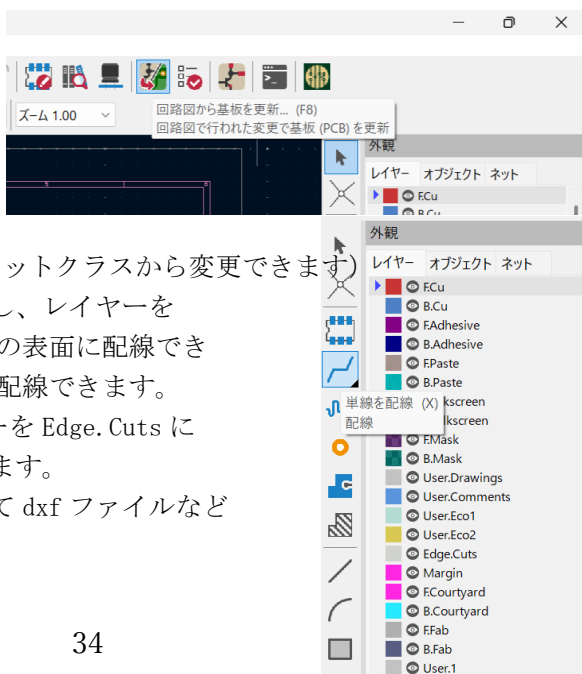 ズーム 1.00
回路図から基板を更新... (F8)
回路図で行われた変更で基板 (PCB) を更新
外観
レイヤー オブジェクト ネット
F.Cu
B.Cu
外観
レイヤー オブジェクト ネット
F.Cu
B.Cu
F.Adhesive
B.Adhesive
F.Paste
B.Paste
kscreen
lkscreen
F.Mask
B.Mask
User.Drawings
User.Comments
User.Eco1
User.Eco2
Edge.Cuts
Margin
F.Courtyard
B.Courtyard
F.Fab
B.Fab
User.1
単線を配線 (X)
配線
ットクラスから変更できます)
し、レイヤーを
の表面に配線でき
配線できます。
ーを Edge.Cuts に
ます。
て dxf ファイルなど
34